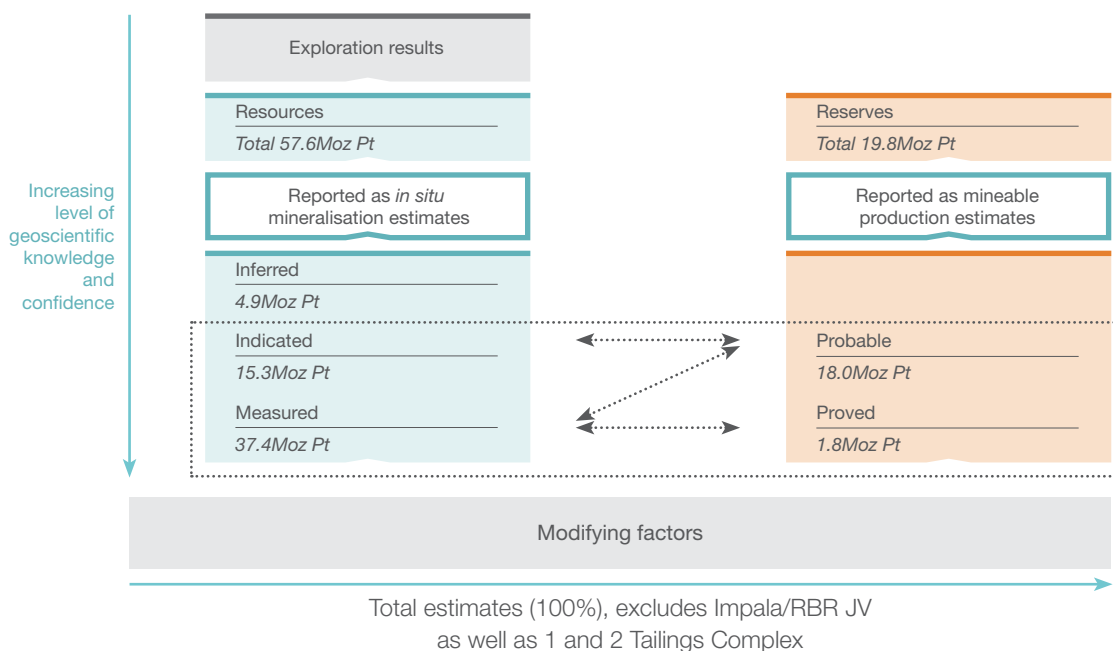 Exploration results
Resources
Total 57.6Moz Pt
Reported as in situ
mineralisation estimates
Inferred
4.9Moz Pt
Indicated
15.3Moz Pt
Measured
37.4Moz Pt
Reserves
Total 19.8Moz Pt
Reported as mineable
production estimates
Probable
18.0Moz Pt
Proved
1.8Moz Pt
Increasing
level of
geoscientific
knowledge
and
confidence
Modifying factors
Total estimates (100%), excludes Impala/RBR JV
as well as 1 and 2 Tailings Complex